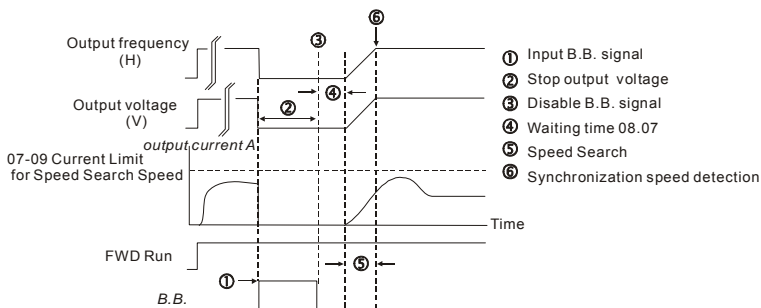 Output frequency
(H)
Output voltage
(V)
output current A
07-09 Current Limit
for Speed Search Speed
FWD Run
B.B.
Time
⑥
③
④
②
⑤
①
① Input B.B. signal
② Stop output voltage
③ Disable B.B. signal
④ Waiting time 08.07
⑤ Speed Search
⑥ Synchronization speed detection